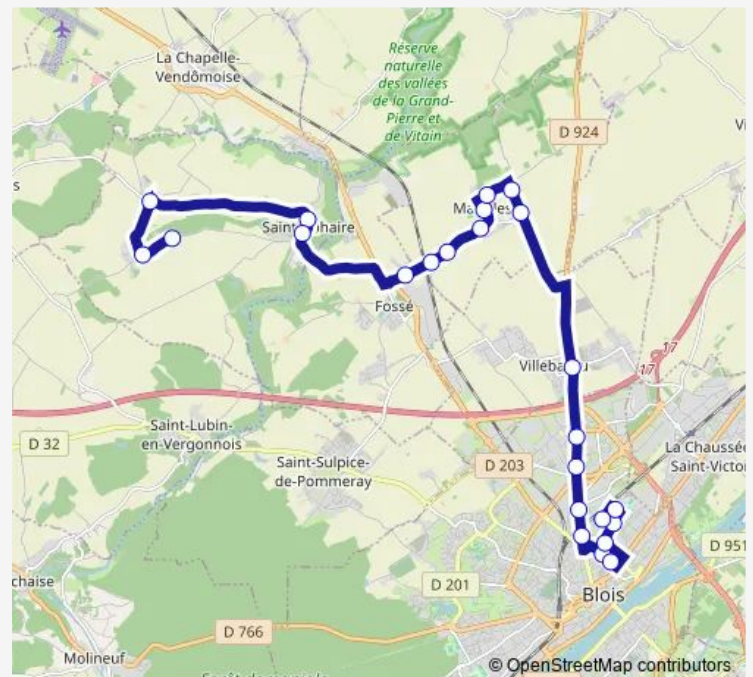 La Chapelle-
Vendômoise
Réserve
naturelle
des vallées
de la Grand-
Pierre et
de Vitain
D 924
Fossé
17
17
D 32
Saint-Lubin-
en-Vergonnois
Saint-Sulpice-
de-Pommeray
D 203
La Chaussée
Saint-Victo
D 951
chaise
D 201
Blois
D 766
Molineuf
© OpenStreetMap contributors